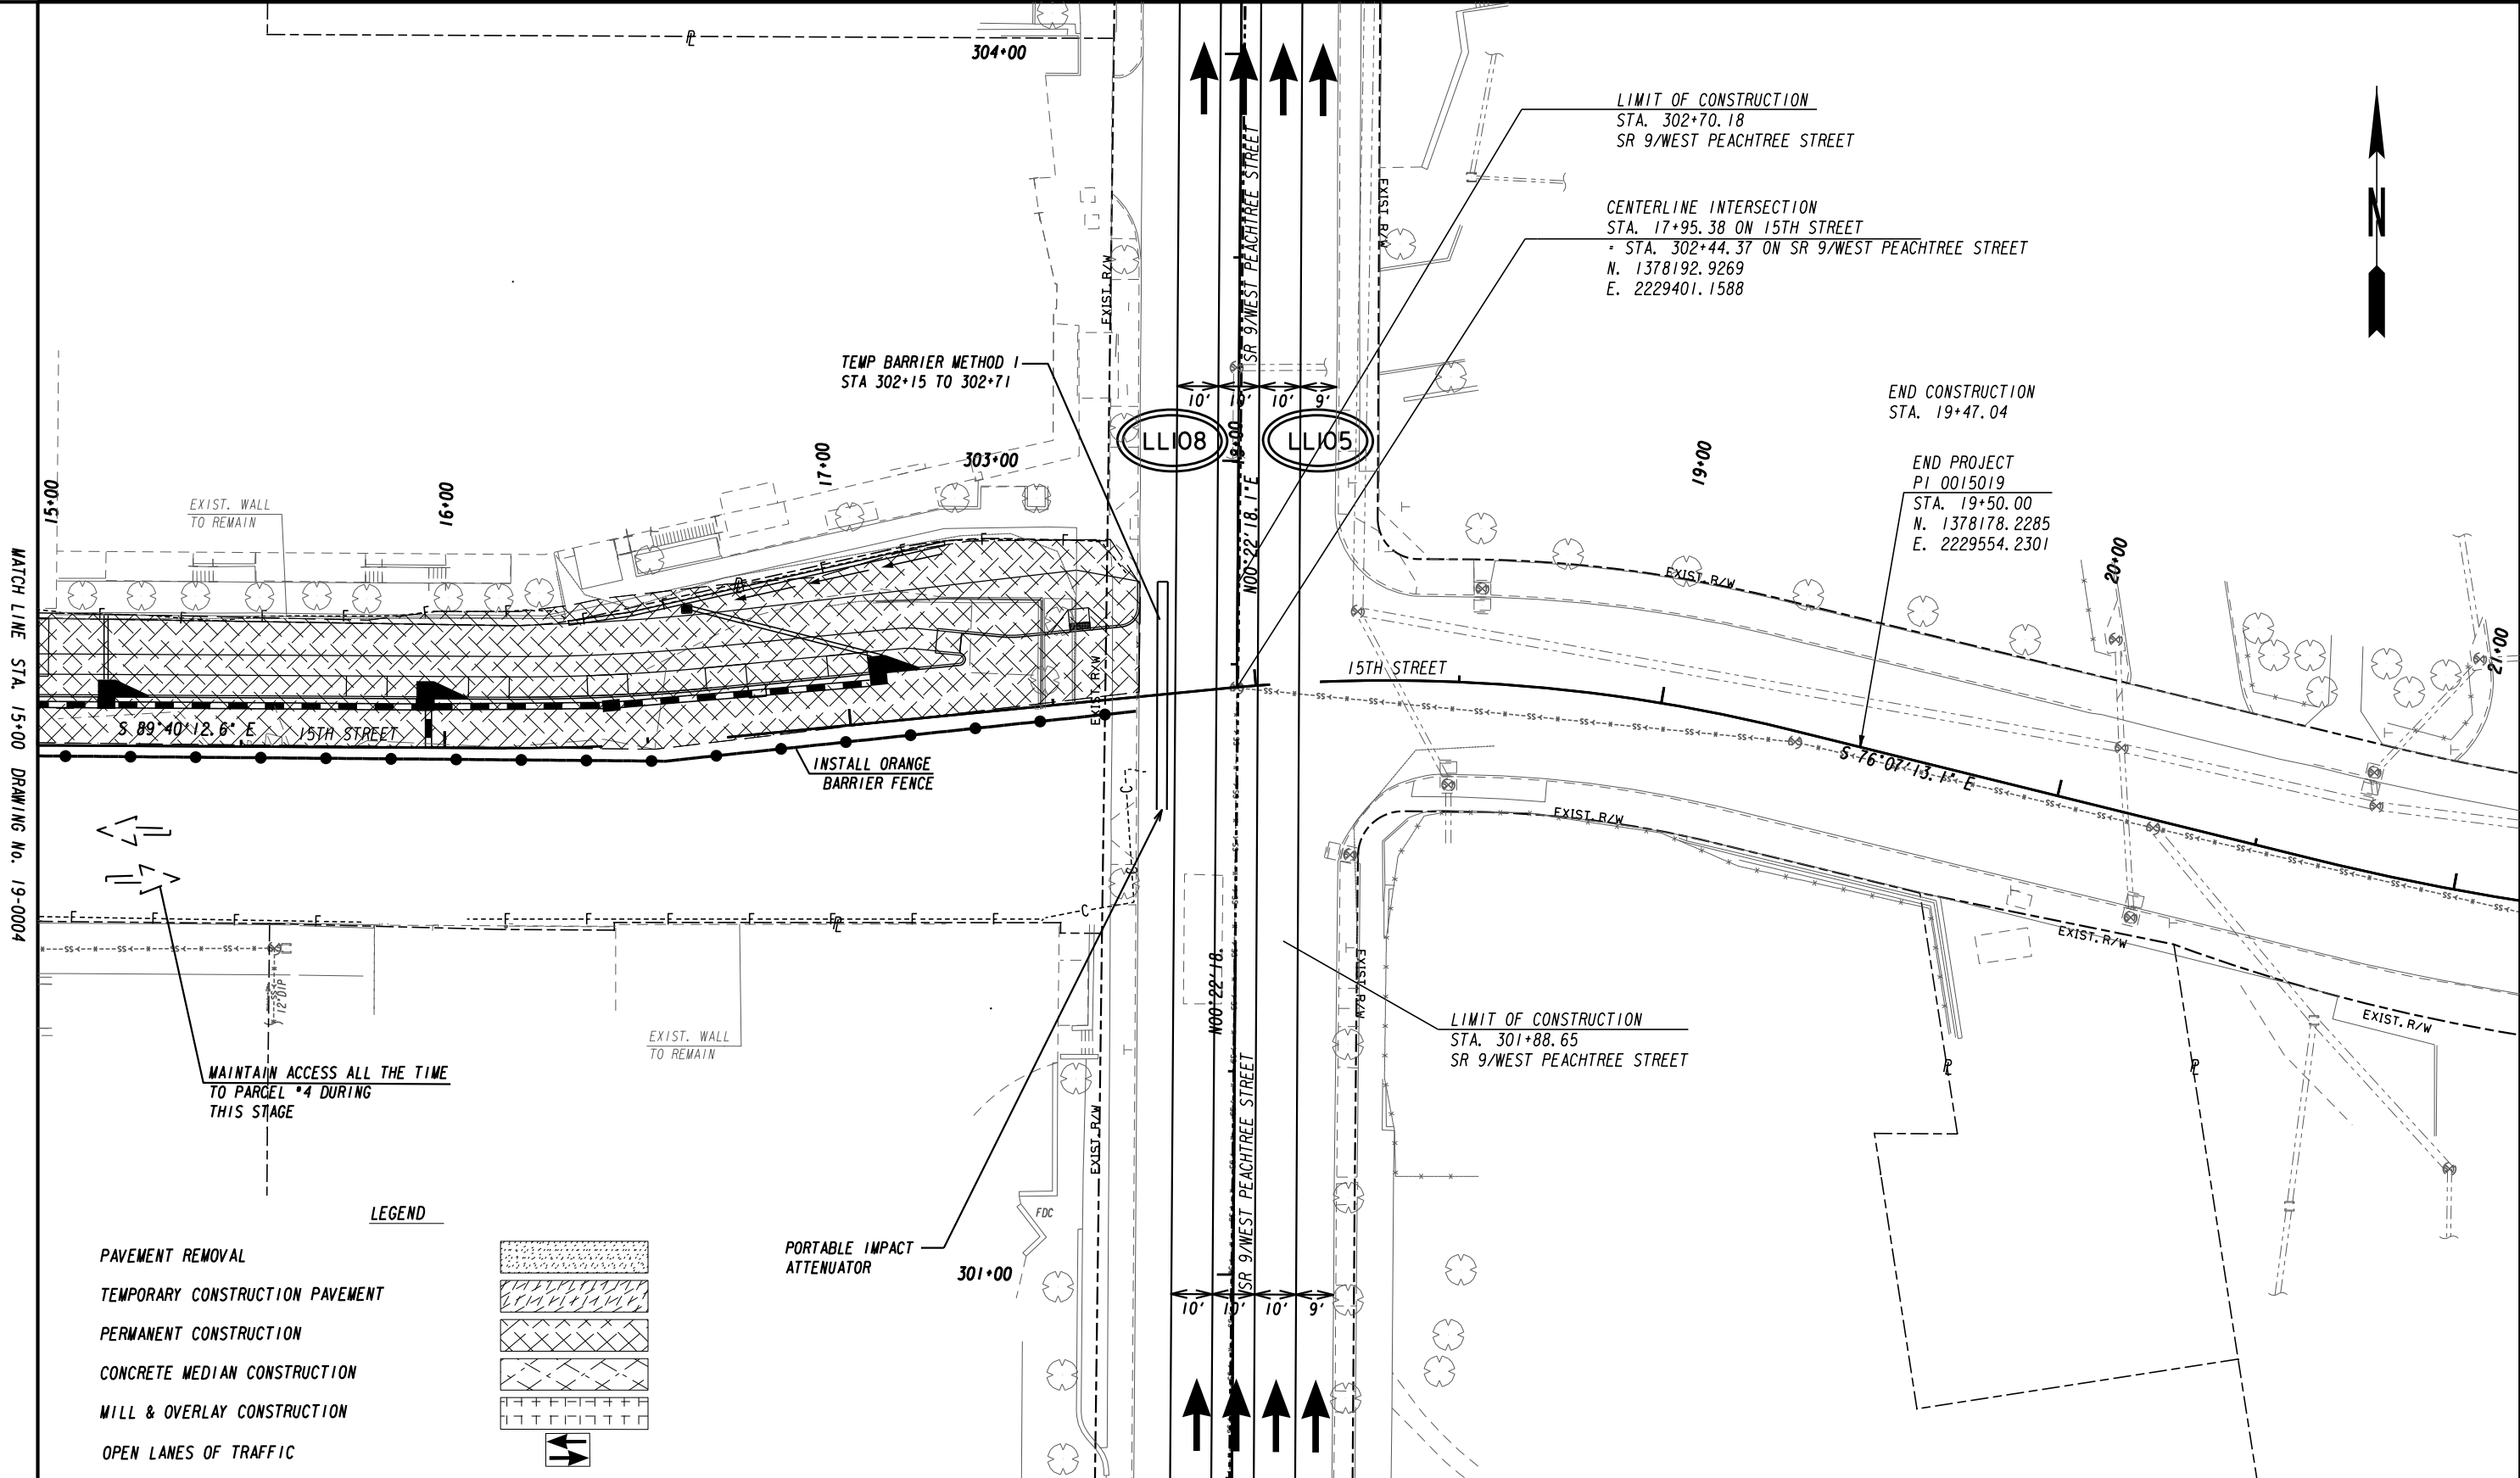 304+00
LIMIT OF CONSTRUCTION
STA. 302+70.18
SR 9/WEST PEACHTREE STREET
CENTERLINE INTERSECTION
STA. 17+95.38 ON 15TH STREET
= STA. 302+44.37 ON SR 9/WEST PEACHTREE STREET
N. 1378192.9269
E. 2229401.1588
N
SR 9/WEST PEACHTREE STREET
EXIST.R/W
EXIST.R/W
TEMP BARRIER METHOD 1
STA 302+15 TO 302+71
10'
10'
10'
9'
LL108
18+00
LL105
END CONSTRUCTION
STA. 19+47.04
END PROJECT
PI 0015019
STA. 19+50.00
N. 1378178.2285
E. 2229554.2301
15+00
EXIST. WALL
TO REMAIN
16+00
17+00
303+00
N00°22'18.1"E
19+00
20+00
21+00
EXIST.R/W
MATCH LINE STA. 15+00 DRAWING No. 19-0004
S 89°40'12.6" E
15TH STREET
EXIST.R/W
15TH STREET
S 76°07'13.1" E
INSTALL ORANGE
BARRIER FENCE
EXIST.R/W
EXIST.R/W
EXIST.R/W
EXIST.R/W
12"DIP
EXIST. WALL
TO REMAIN
N00°22'18.
LIMIT OF CONSTRUCTION
STA. 301+88.65
SR 9/WEST PEACHTREE STREET
MAINTAIN ACCESS ALL THE TIME
TO PARCEL #4 DURING
THIS STAGE
EXIST.R/W
SR 9/WEST PEACHTREE STREET
FDC
PORTABLE IMPACT
ATTENUATOR
301+00
10'
10'
10'
9'
LEGEND
PAVEMENT REMOVAL
TEMPORARY CONSTRUCTION PAVEMENT
PERMANENT CONSTRUCTION
CONCRETE MEDIAN CONSTRUCTION
MILL & OVERLAY CONSTRUCTION
OPEN LANES OF TRAFFIC